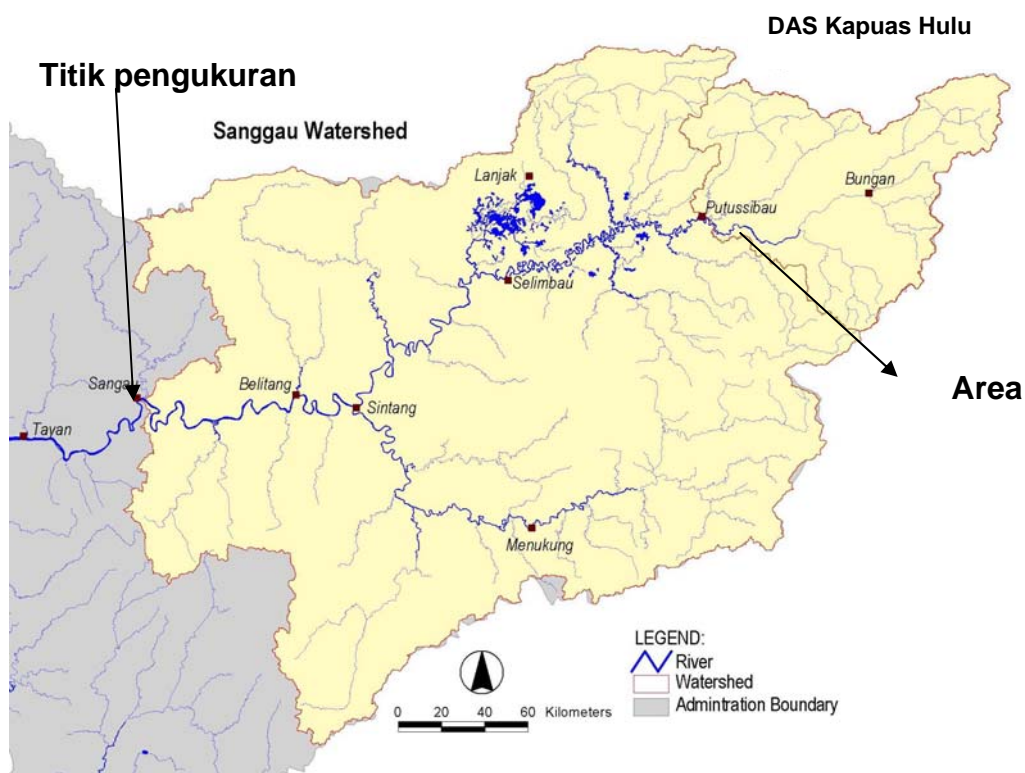 DAS Kapuas Hulu
Titik pengukuran
Sanggau Watershed
Lanjak
Bungan
Putussibau
Selimbau
Sangau
Belitang
Sintang
Area
Tayan
Menukung
LEGEND:
River
Watershed
Admintration Boundary
0 20 40 60 Kilometers